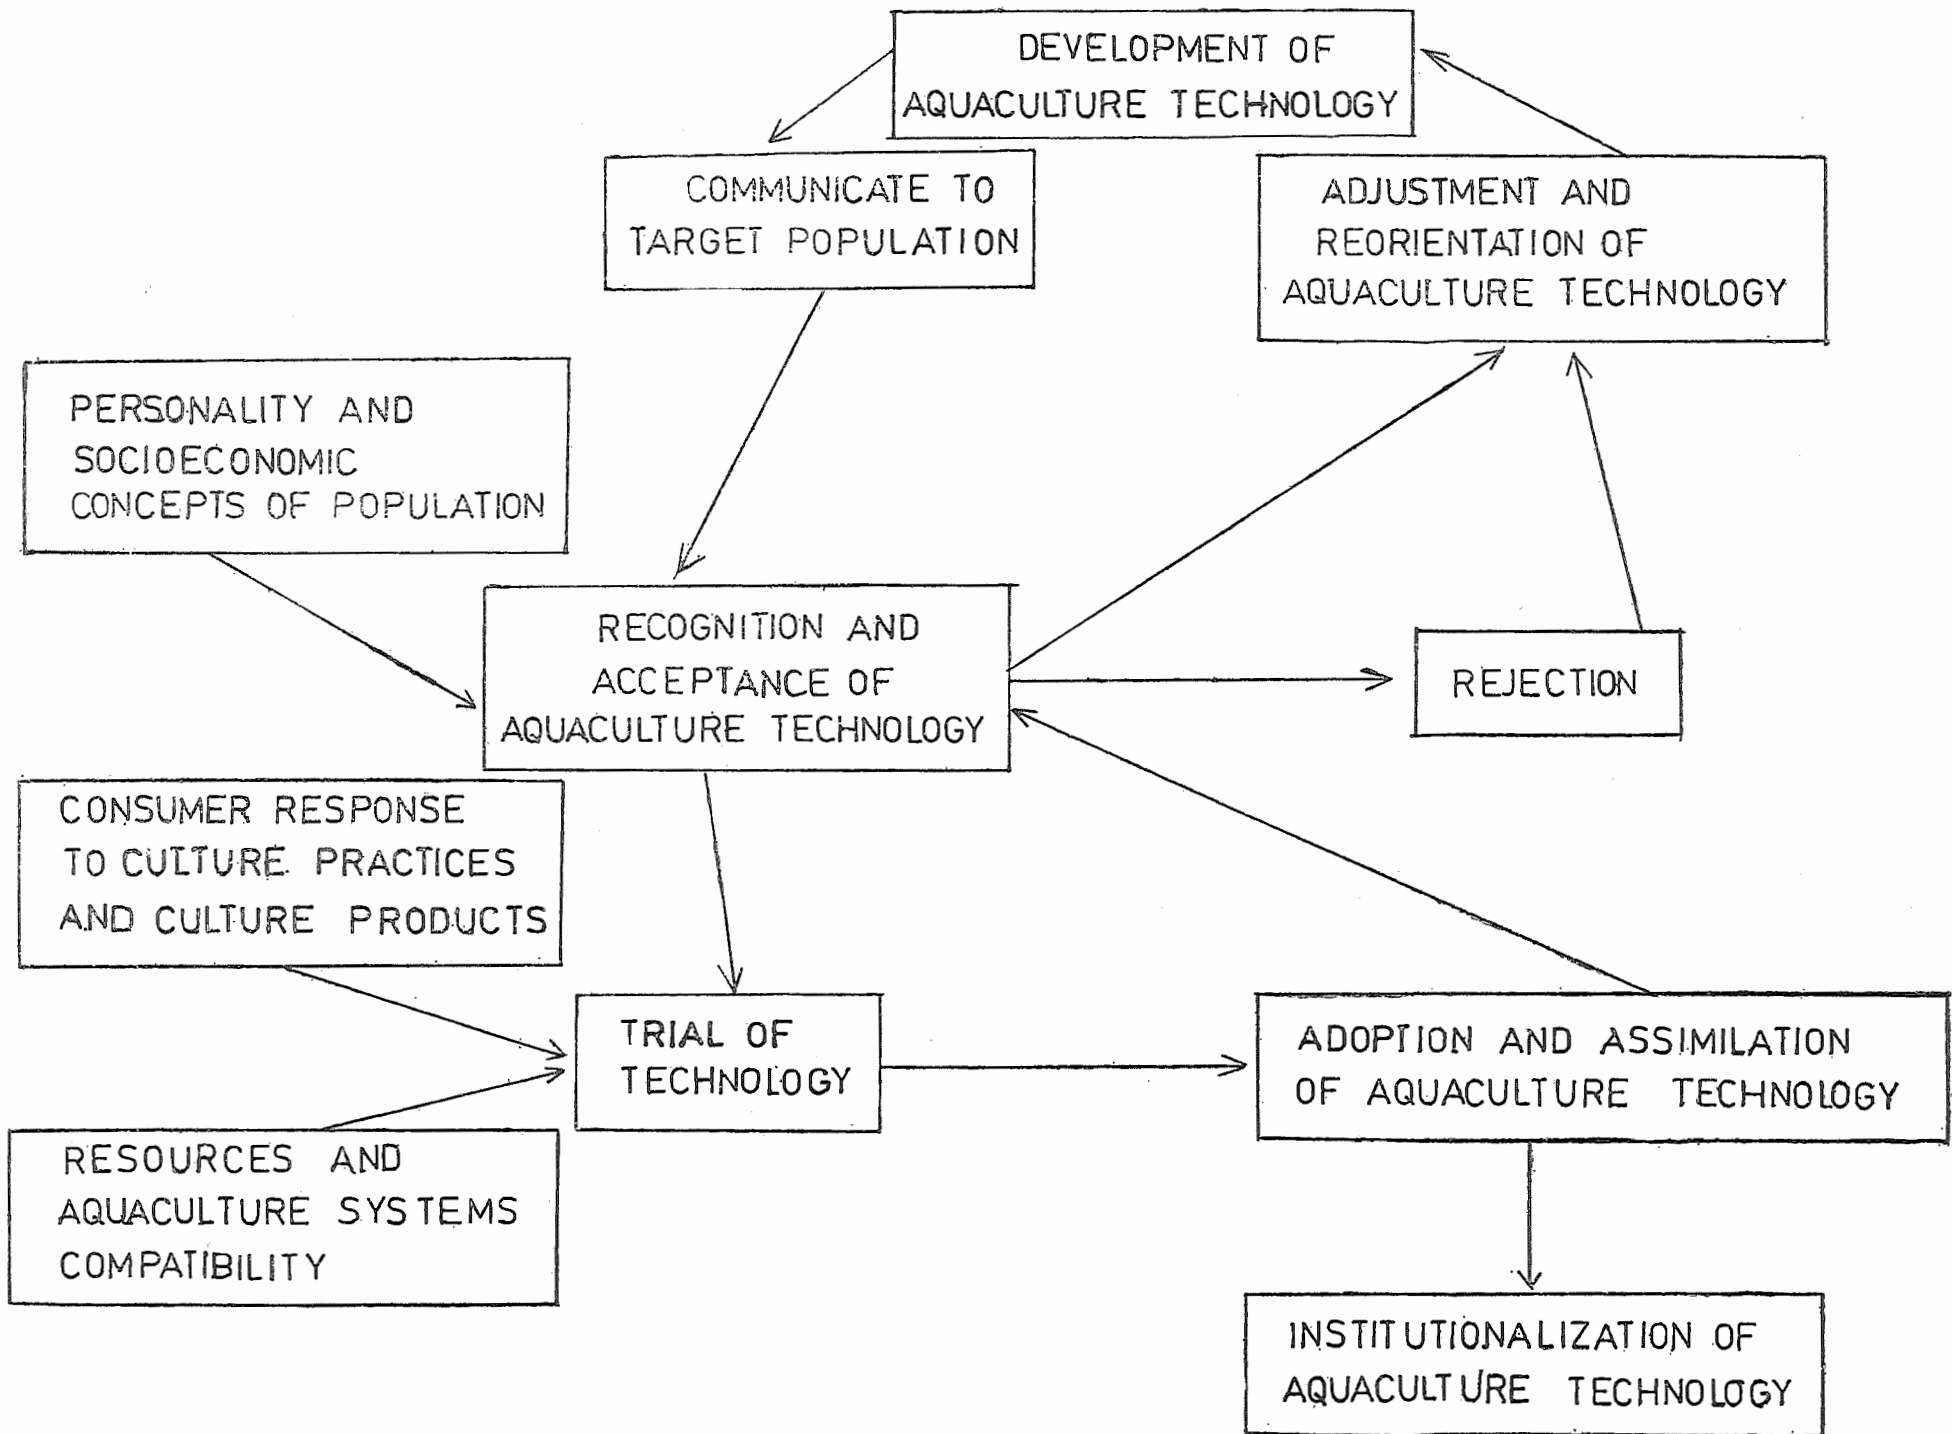 DEVELOPMENT OF
AQUACULTURE TECHNOLOGY
COMMUNICATE TO
TARGET POPULATION
ADJUSTMENT AND
REORIENTATION OF
AQUACULTURE TECHNOLOGY
PERSONALITY AND
SOCIOECONOMIC
CONCEPTS OF POPULATION
RECOGNITION AND
ACCEPTANCE OF
AQUACULTURE TECHNOLOGY
REJECTION
CONSUMER RESPONSE
TO CULTURE PRACTICES
AND CULTURE PRODUCTS
TRIAL OF
TECHNOLOGY
ADOPTION AND ASSIMILATION
OF AQUACULTURE TECHNOLOGY
RESOURCES AND
AQUACULTURE SYSTEMS
COMPATIBILITY
INSTITUTIONALIZATION OF
AQUACULTURE TECHNOLOGY